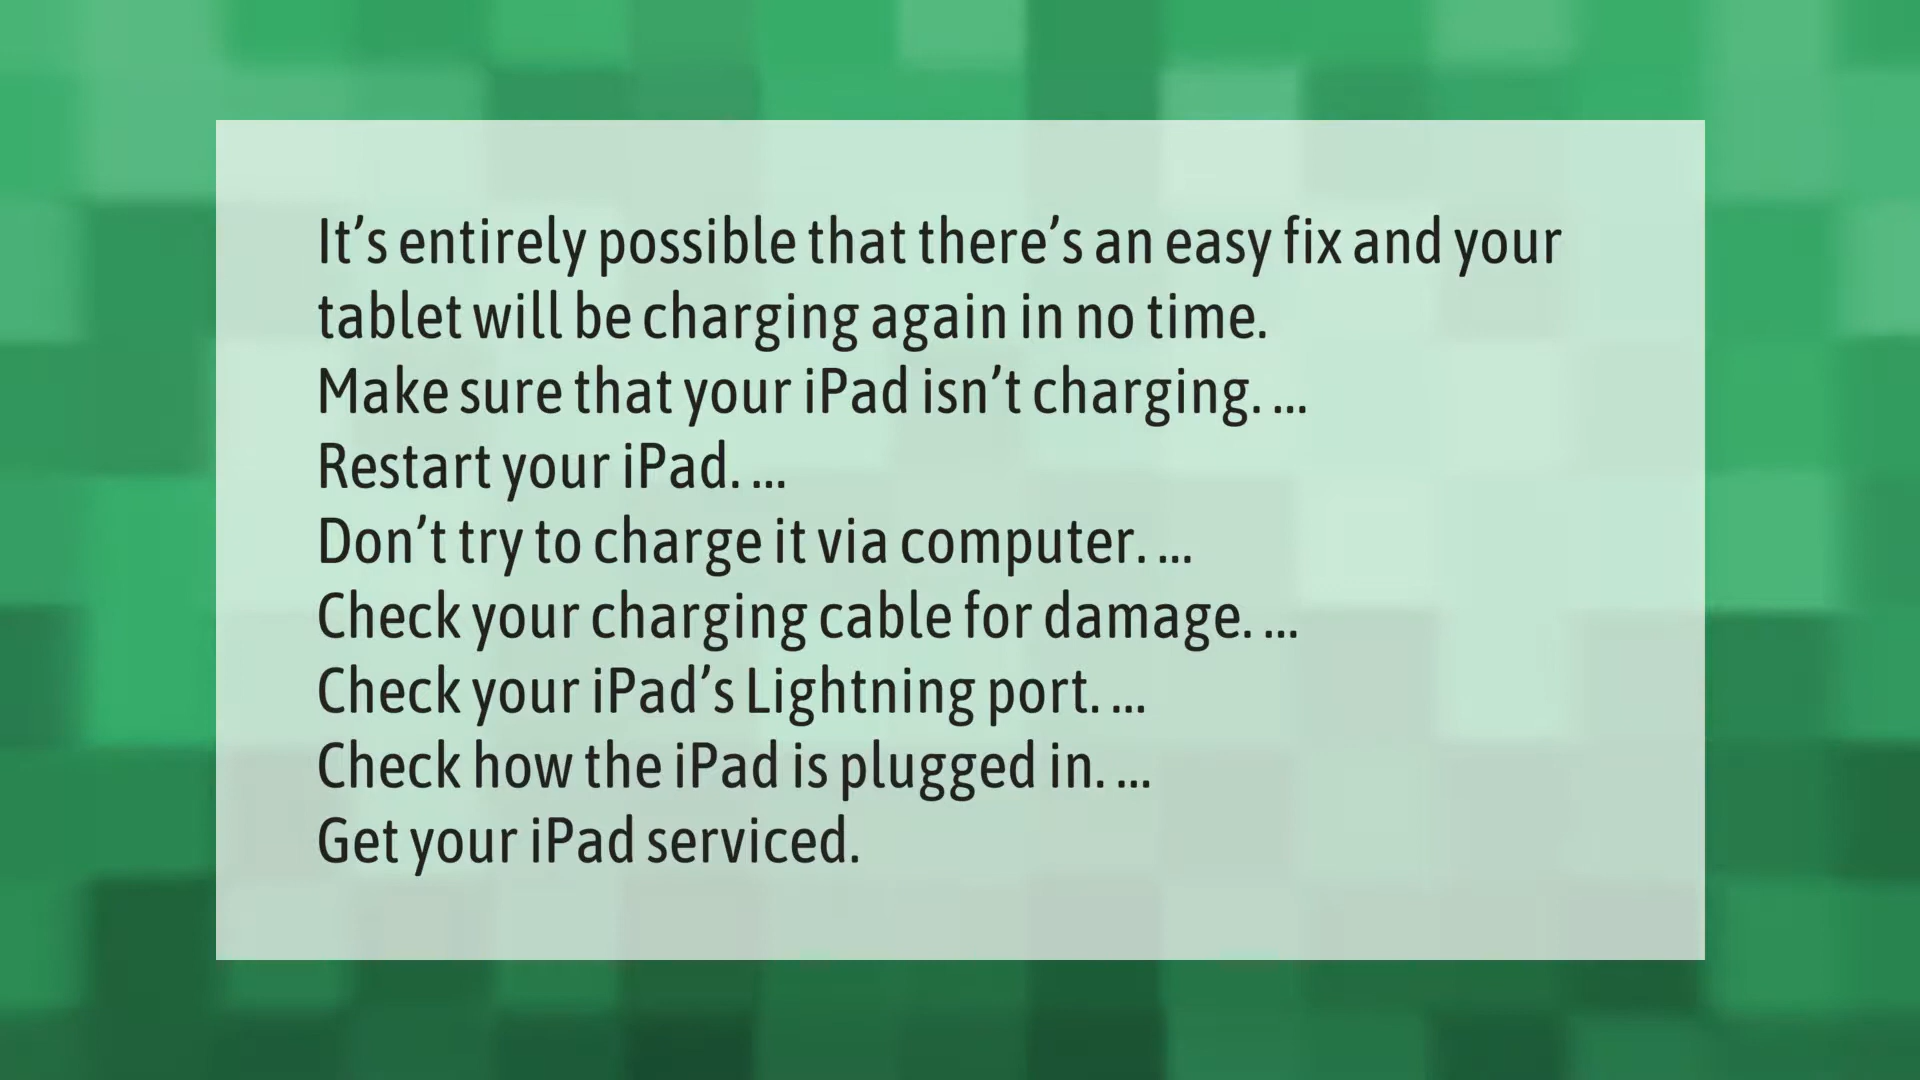 It’s entirely possible that there’s an easy fix and your
tablet will be charging again in no time.
Make sure that your iPad isn’t charging. ...
Restart your iPad. ...
Don’t try to charge it via computer. ...
Check your charging cable for damage. ...
Check your iPad’s Lightning port. ...
Check how the iPad is plugged in. ...
Get your iPad serviced.